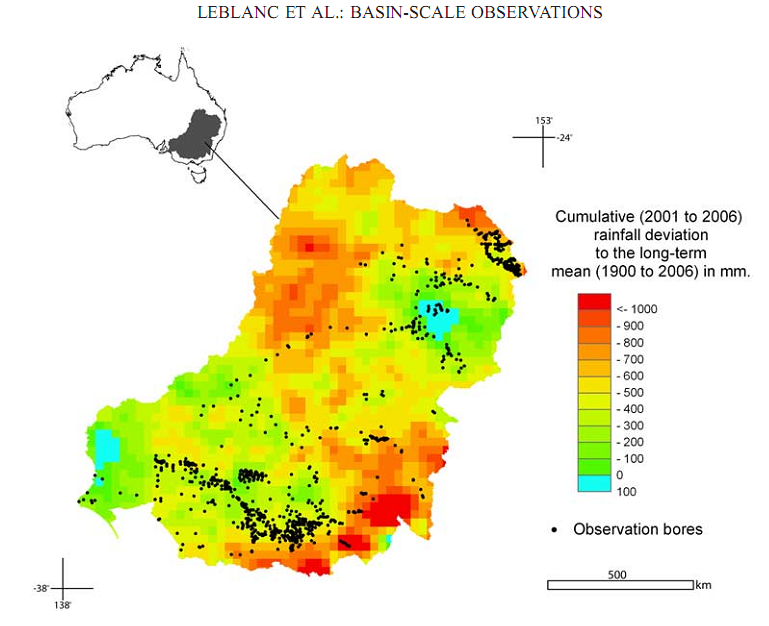 LEBLANC ET AL.: BASIN-SCALE OBSERVATIONS
153'
-24'
Cumulative (2001 to 2006)
rainfall deviation
to the long-term
mean (1900 to 2006) in mm.
<- 1000
- 900
- 800
- 700
- 600
- 500
- 400
- 300
- 200
- 100
0
100
Observation bores
500
km
-38'
138'